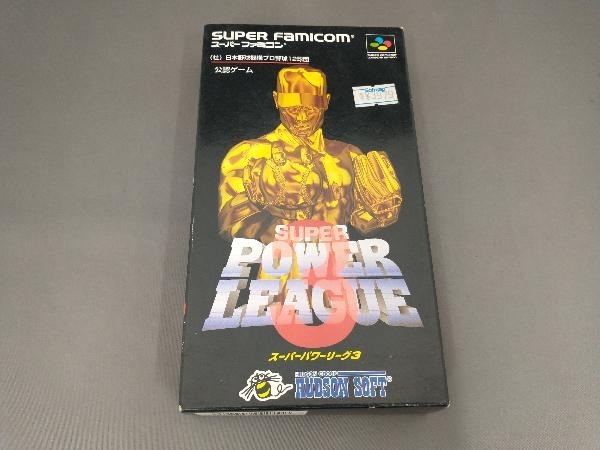 SUPER FAMICOM®
スーパーファミコン®
(社)日本野球機構プロ野球12球団
公認ゲーム
SUPER
POWER
LEAGUE
3
スーパーパワーリーグ3
HUDSON GROUP
HUDSON SOFT®